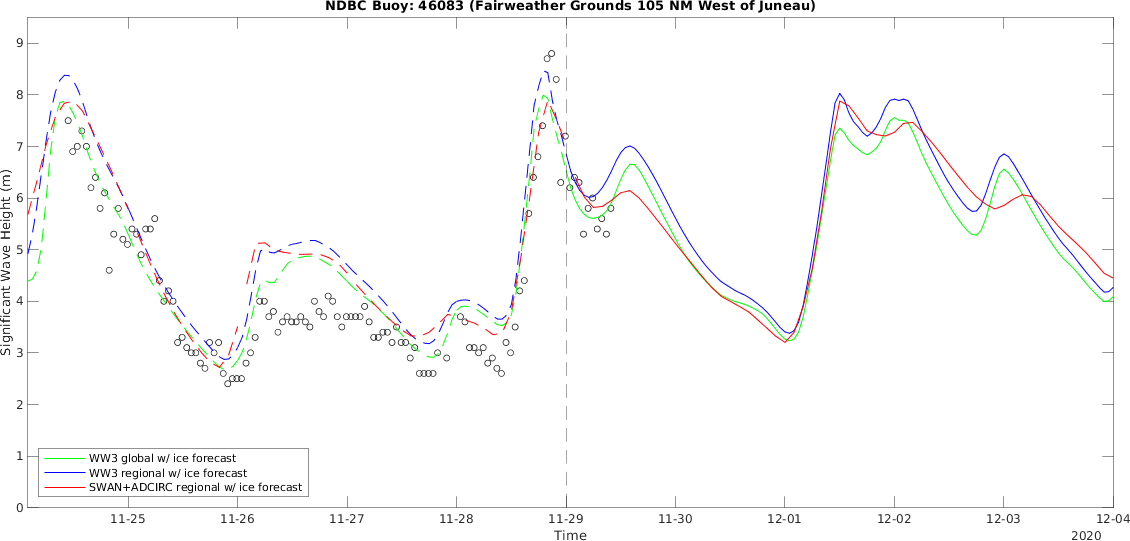 NDBC Buoy: 46083 (Fairweather Grounds 105 NM West of Juneau)
Significant Wave Height (m)
9
8
7
6
5
4
3
2
1
0
WW3 global w/ ice forecast
WW3 regional w/ ice forecast
SWAN+ADCIRC regional w/ ice forecast
11-25 11-26 11-27 11-28 11-29 11-30 12-01 12-02 12-03 12-04
Time
2020